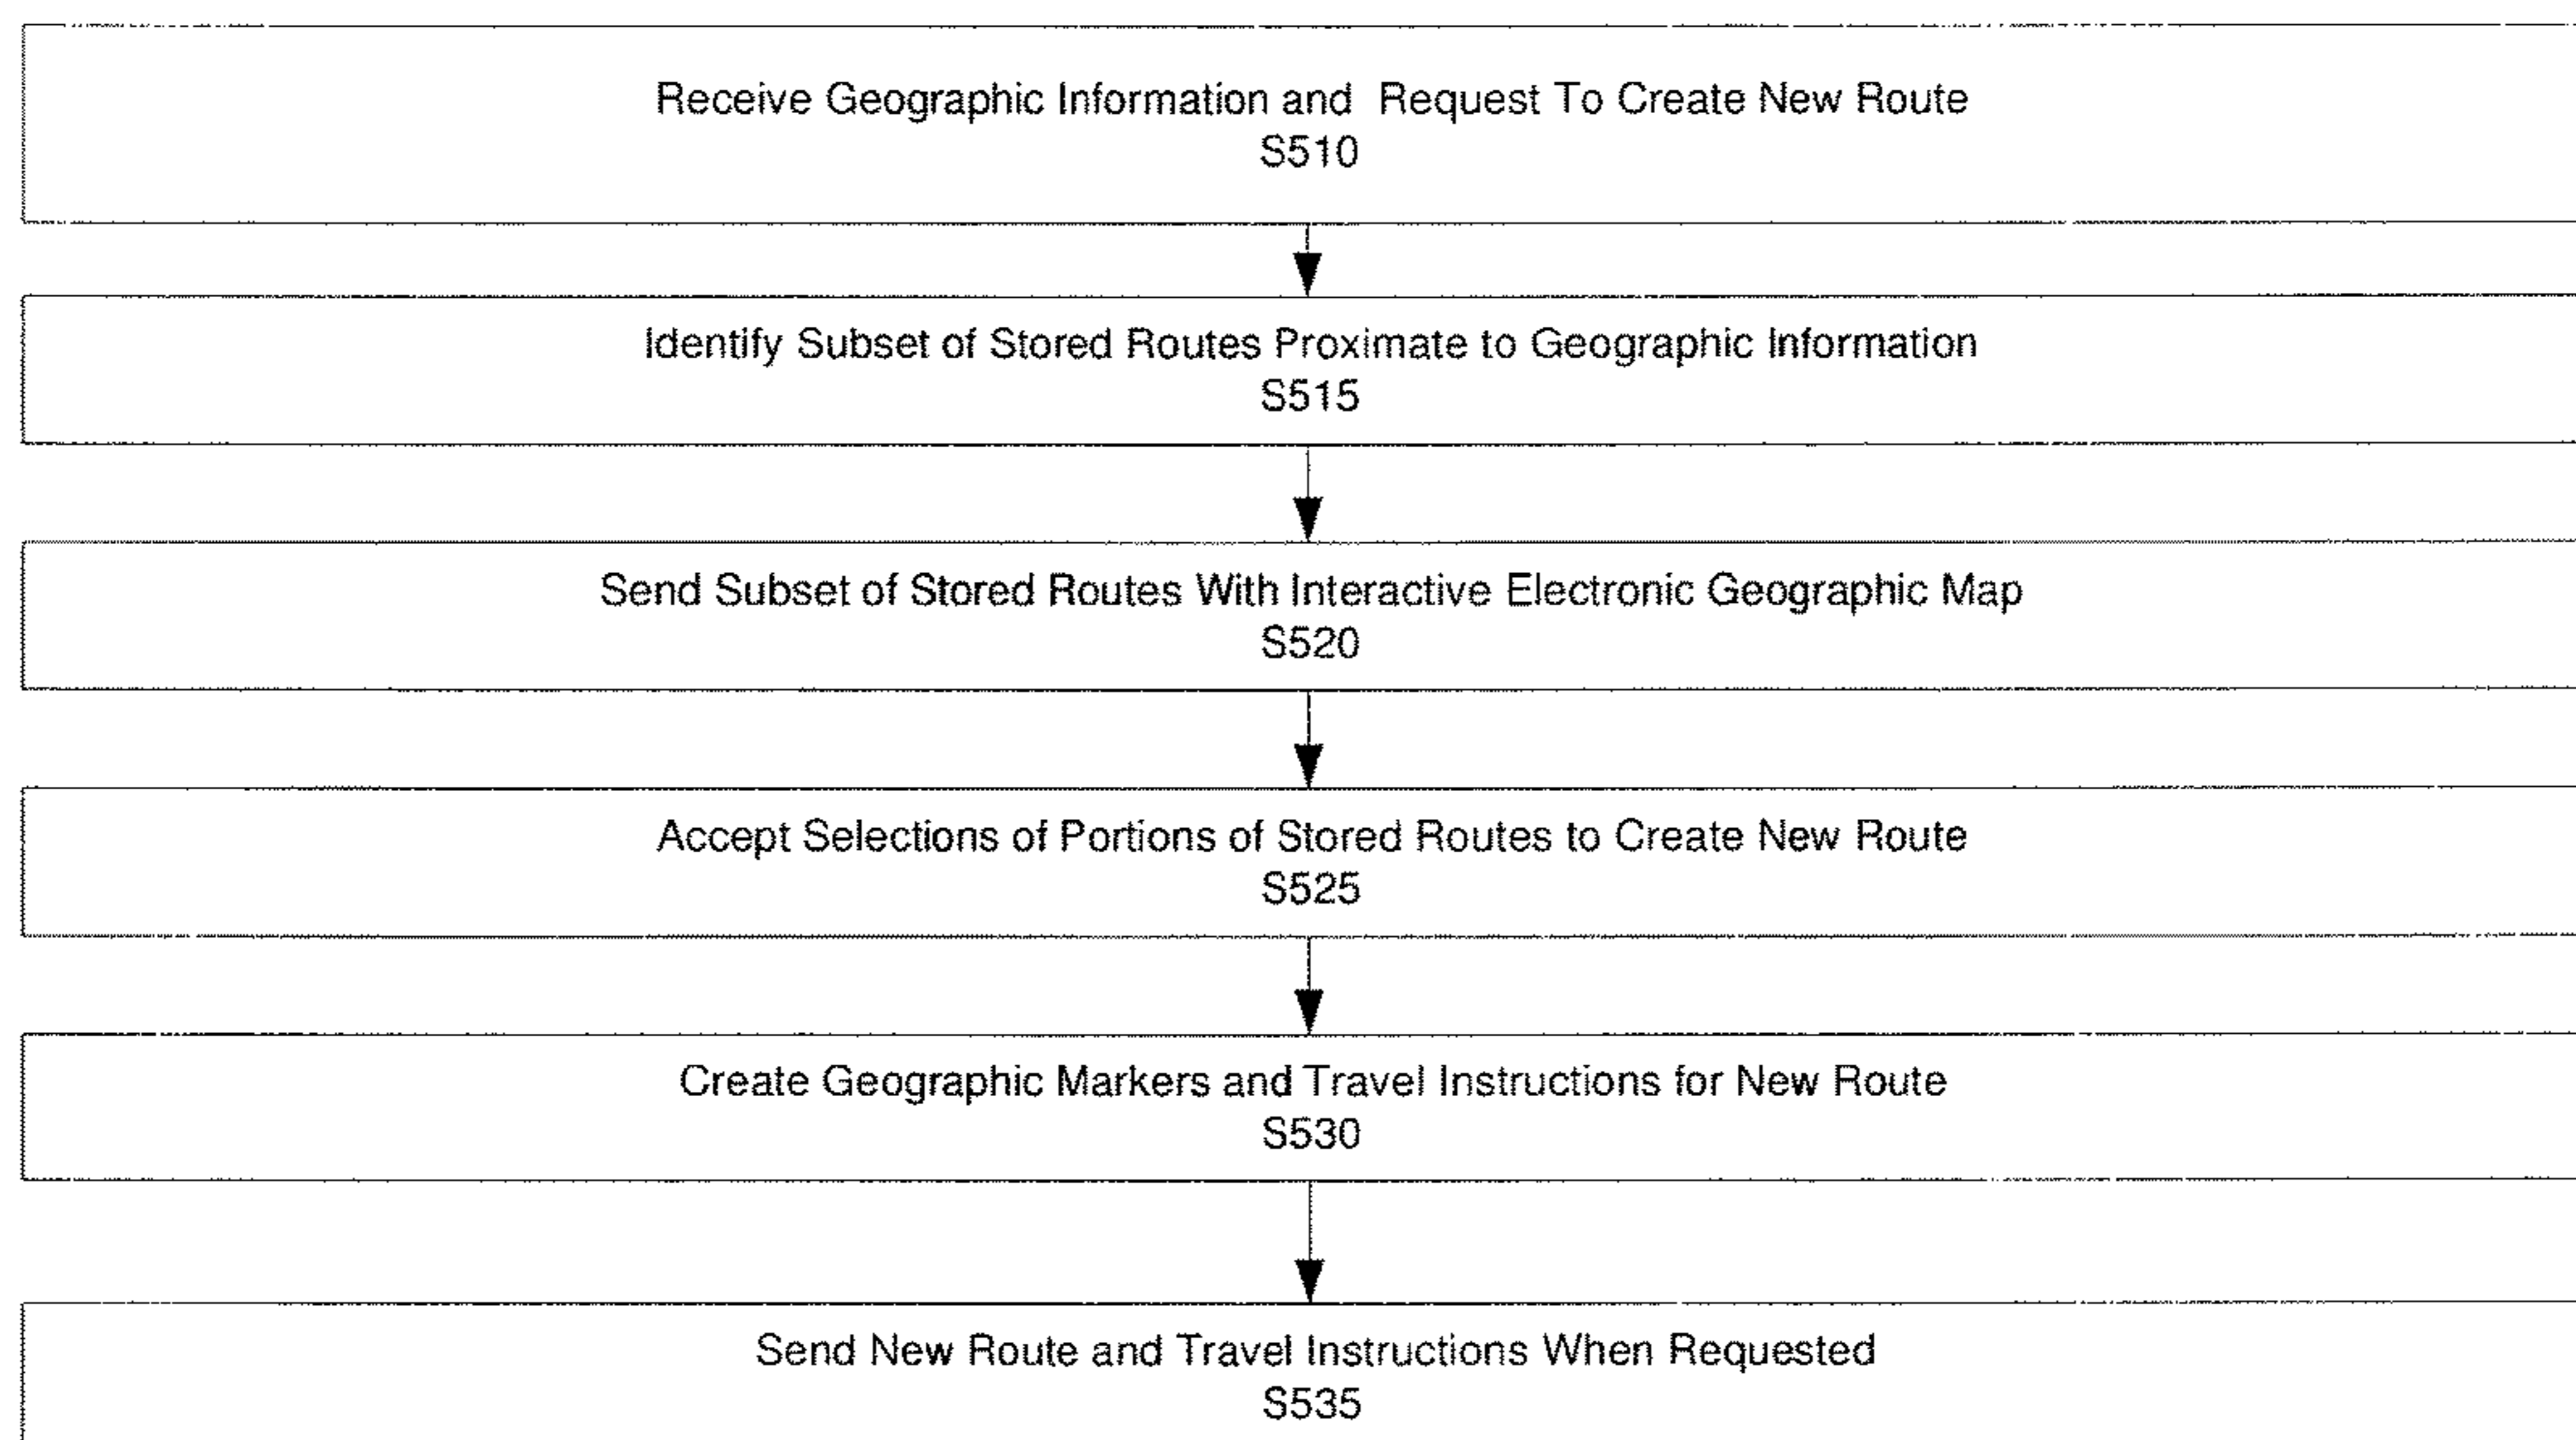 Receive Geographic Information and Request To Create New Route
S510
Identify Subset of Stored Routes Proximate to Geographic Information
S515
Send Subset of Stored Routes With Interactive Electronic Geographic Map
S520
Accept Selections of Portions of Stored Routes to Create New Route
S525
Create Geographic Markers and Travel Instructions for New Route
S530
Send New Route and Travel Instructions When Requested
S535